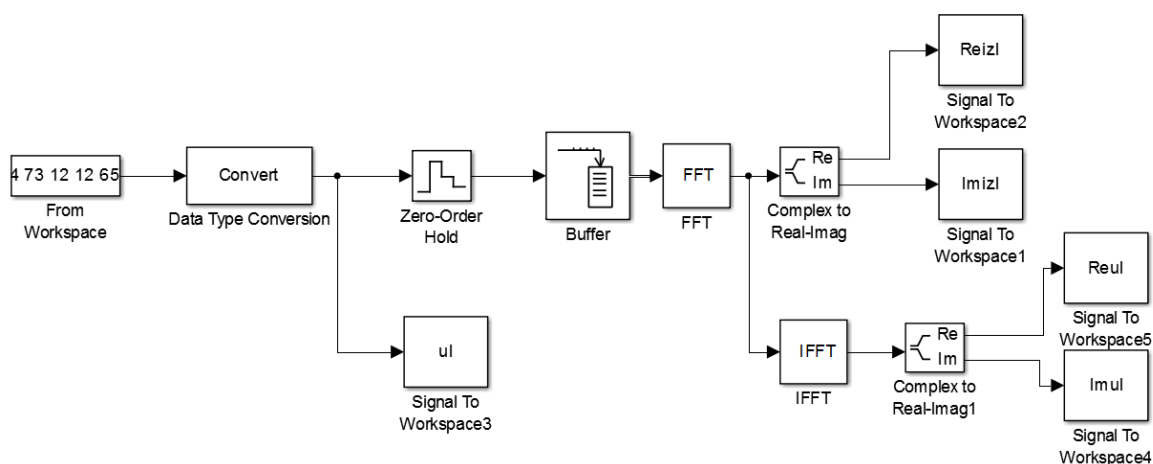 Reizl
Signal To
Workspace2
4 73 12 12 65
From
Workspace
Convert
Data Type Conversion
Zero-Order
Hold
Buffer
FFT
FFT
Re
Im
Complex to
Real-Imag
Imizl
Signal To
Workspace1
ul
Signal To
Workspace3
IFFT
IFFT
Re
Im
Complex to
Real-Imag1
Reul
Signal To
Workspace5
Imul
Signal To
Workspace4